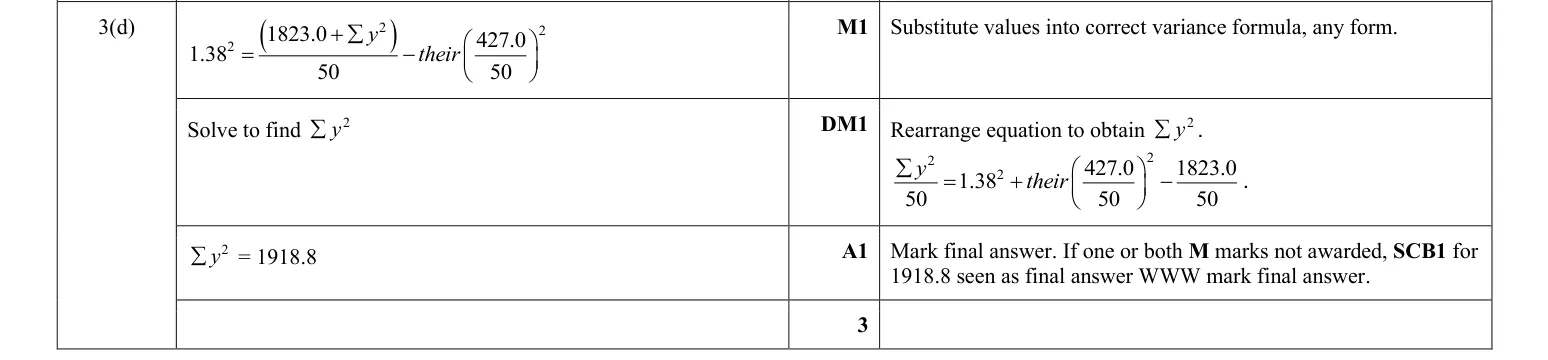 3(d)
1.38² = (1823.0 + Σy²)/50 − their(427.0/50)²
M1
Substitute values into correct variance formula, any form.
Solve to find Σy²
DM1
Rearrange equation to obtain Σy².
Σy²/50 = 1.38² + their(427.0/50)² − 1823.0/50.
Σy² = 1918.8
A1
Mark final answer. If one or both M marks not awarded, SCB1 for
1918.8 seen as final answer WWW mark final answer.
3